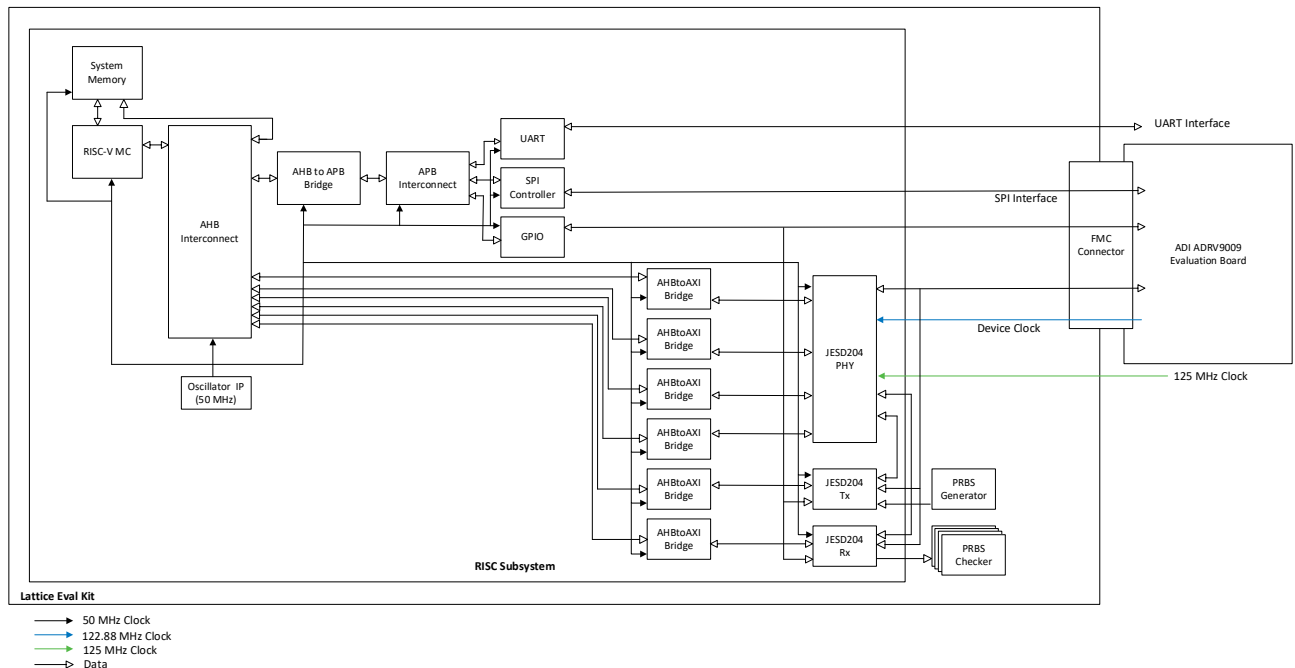 System
Memory
RISC-V MC
AHB
Interconnect
AHB to APB
Bridge
APB
Interconnect
UART
SPI
Controller
GPIO
UART Interface
SPI Interface
FMC
Connector
ADI ADRV9009
Evaluation Board
Oscillator IP
(50 MHz)
AHBtoAXI
Bridge
AHBtoAXI
Bridge
AHBtoAXI
Bridge
AHBtoAXI
Bridge
AHBtoAXI
Bridge
AHBtoAXI
Bridge
JESD204
PHY
Device Clock
125 MHz Clock
JESD204
Tx
PRBS
Generator
JESD204
Rx
PRBS
Checker
RISC Subsystem
Lattice Eval Kit
50 MHz Clock
122.88 MHz Clock
125 MHz Clock
Data